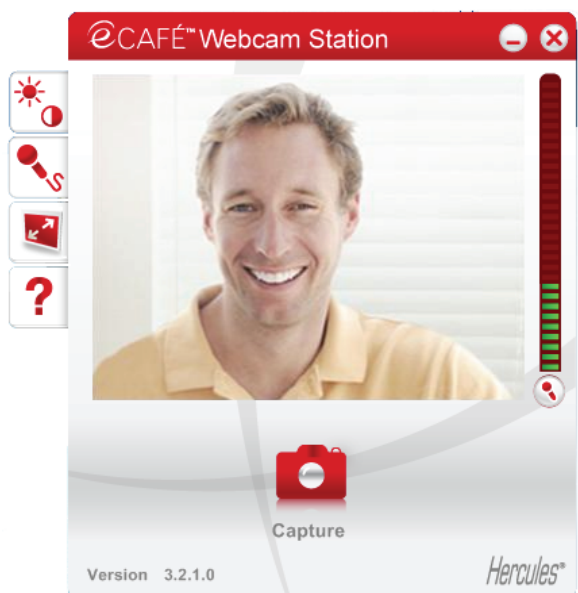 eCAFÉ™ Webcam Station
?
Capture
Version 3.2.1.0
Hercules®